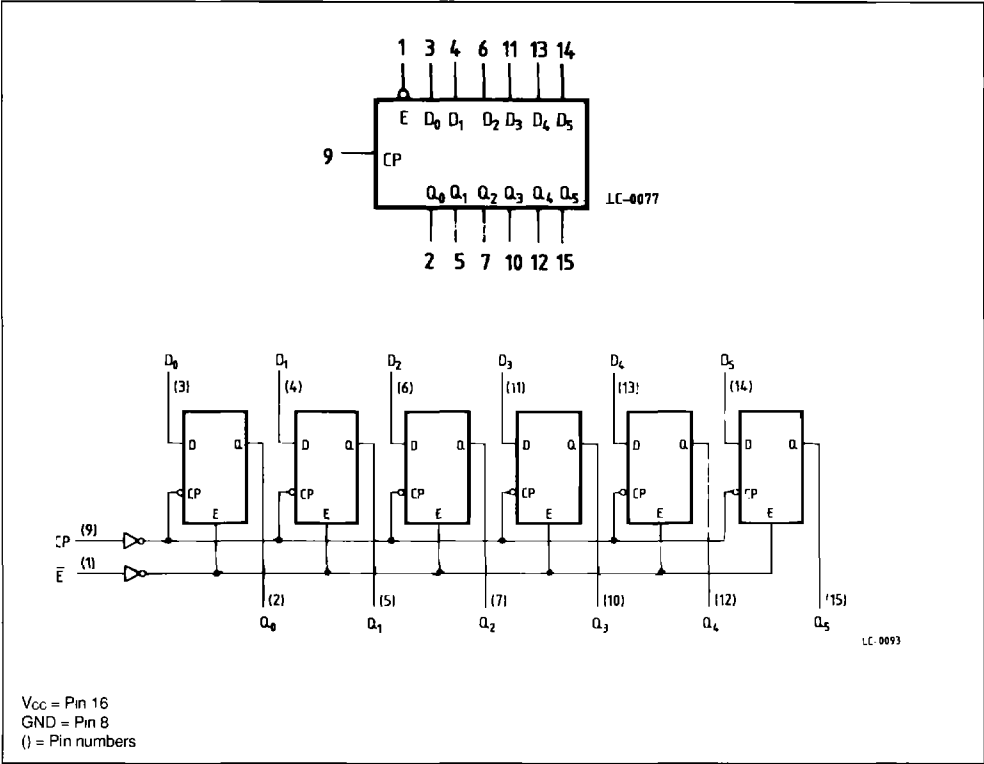 1 3 4 6 11 13 14
E D₀ D₁ D₂ D₃ D₄ D₅
9 CP
Q₀ Q₁ Q₂ Q₃ Q₄ Q₅
LC-0077
2 5 7 10 12 15
D₀ D₁ D₂ D₃ D₄ D₅
(3) (4) (6) (11) (13) (14)
D Q D Q D Q D Q D Q D Q
CP CP CP CP CP CP
E E E E E E
CP (9)
E̅ (1)
(2) (5) (7) (10) (12) (15)
Q₀ Q₁ Q₂ Q₃ Q₄ Q₅
LC-0093
Vcc = Pin 16
GND = Pin 8
() = Pin numbers